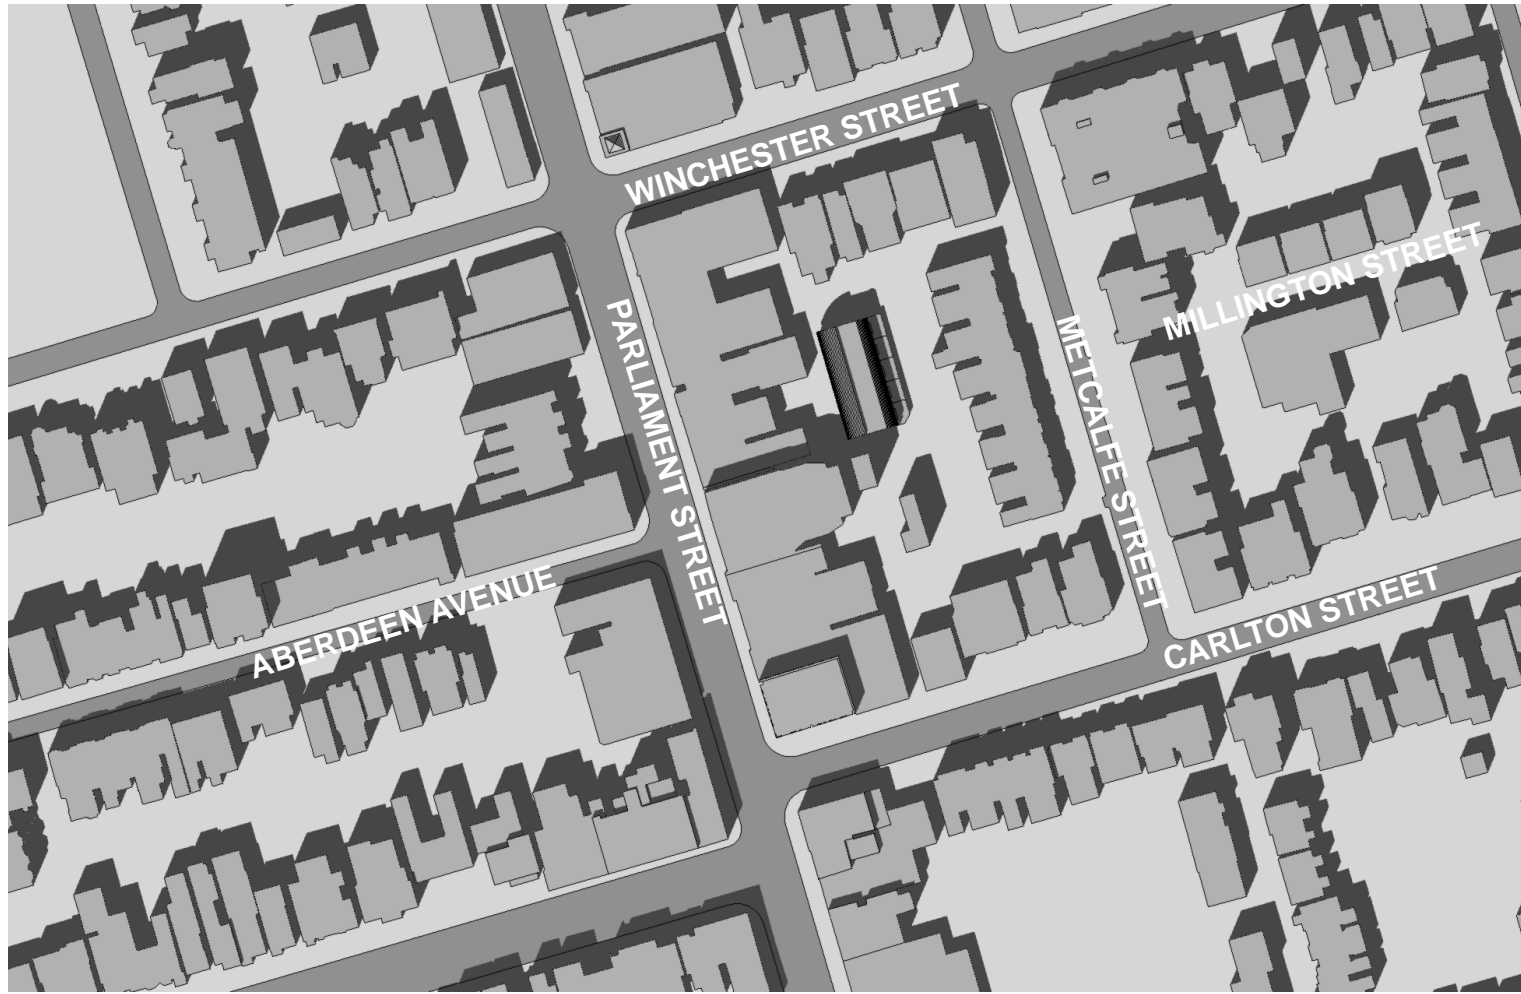 WINCHESTER STREET
PARLIAMENT STREET
METCALFE STREET
MILLINGTON STREET
ABERDEEN AVENUE
CARLTON STREET